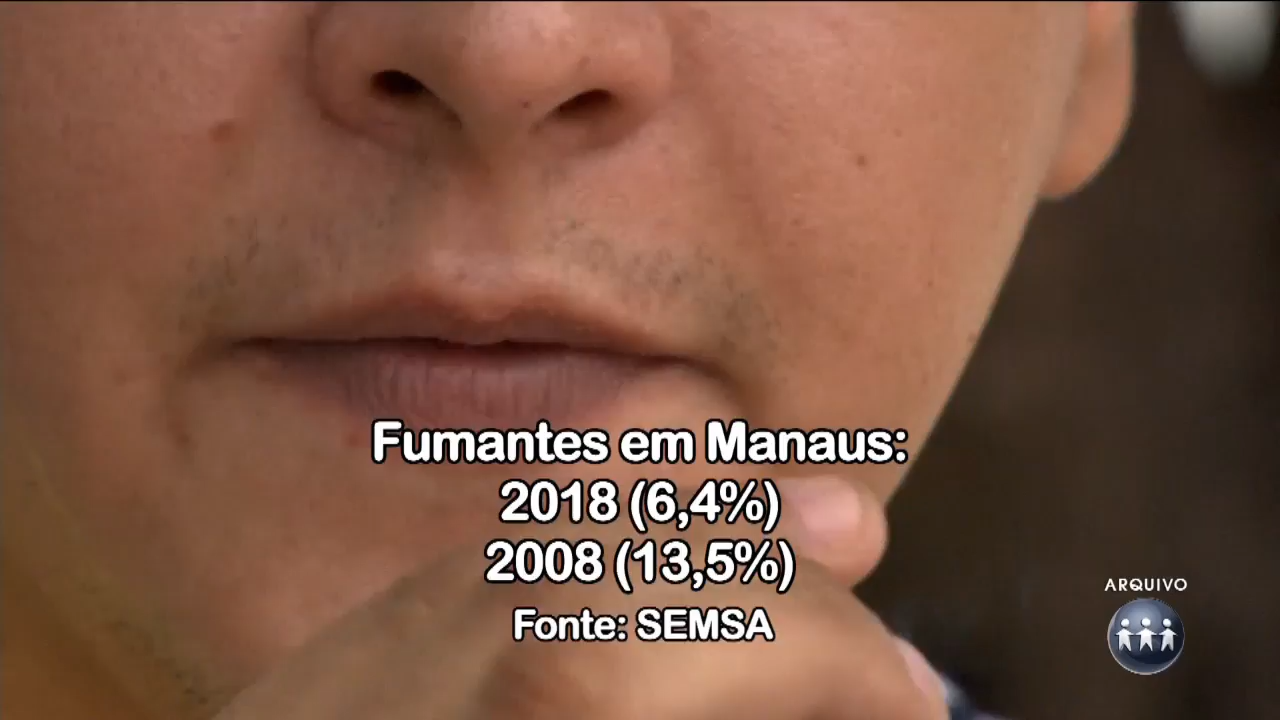 Fumantes em Manaus:
2018 (6,4%)
2008 (13,5%)
Fonte: SEMSA
ARQUIVO